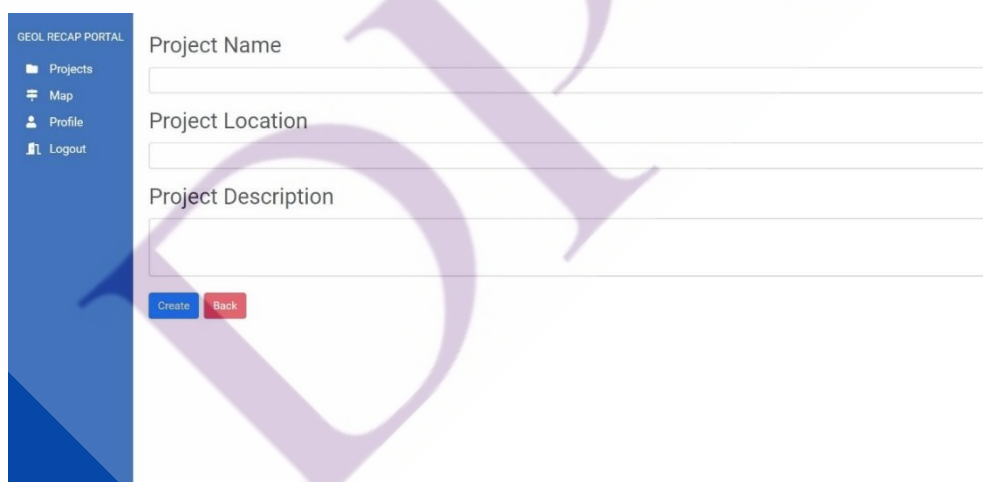 GEOL RECAP PORTAL
Projects
Map
Profile
Logout
Project Name
Project Location
Project Description
Create Back